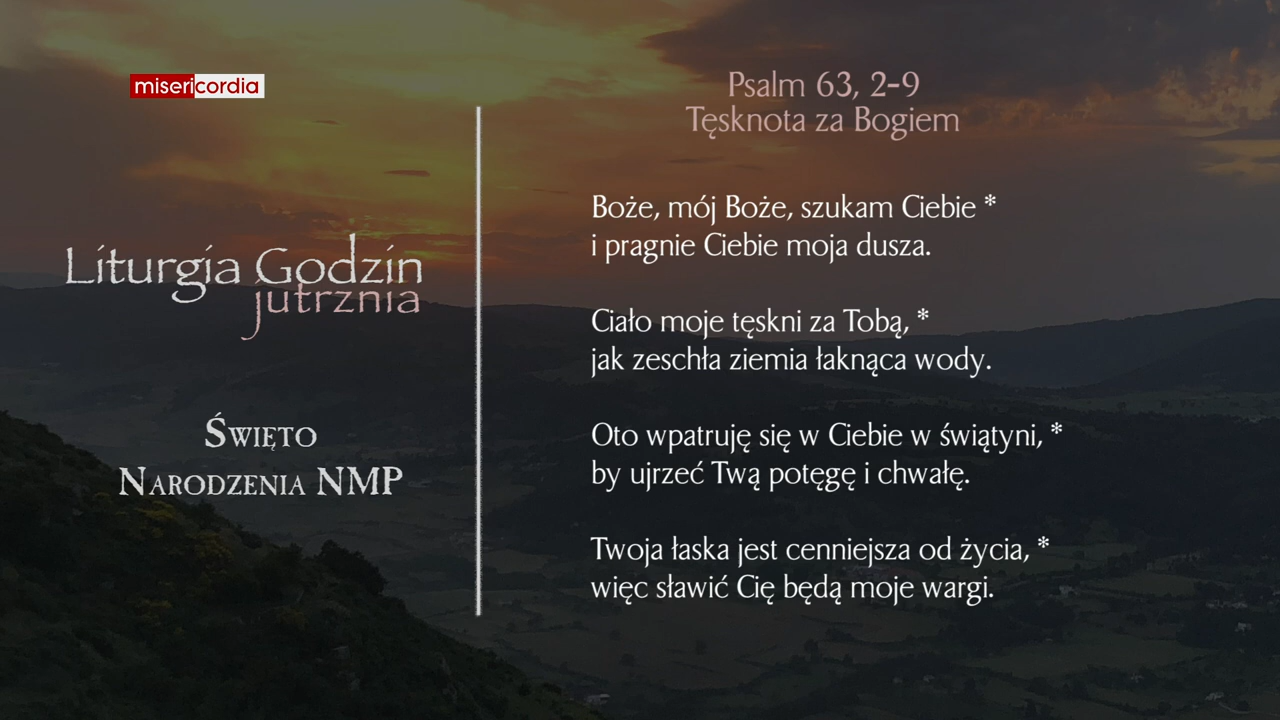 misericordia
Liturgia Godzin
jutrznia
Święto
Narodzenia NMP
Psalm 63, 2-9
Tęsknota za Bogiem
Boże, mój Boże, szukam Ciebie *
i pragnie Ciebie moja dusza.
Ciało moje tęskni za Tobą, *
jak zeschła ziemia łaknąca wody.
Oto wpatruję się w Ciebie w świątyni, *
by ujrzeć Twą potęgę i chwałę.
Twoja łaska jest cenniejsza od życia, *
więc sławić Cię będą moje wargi.